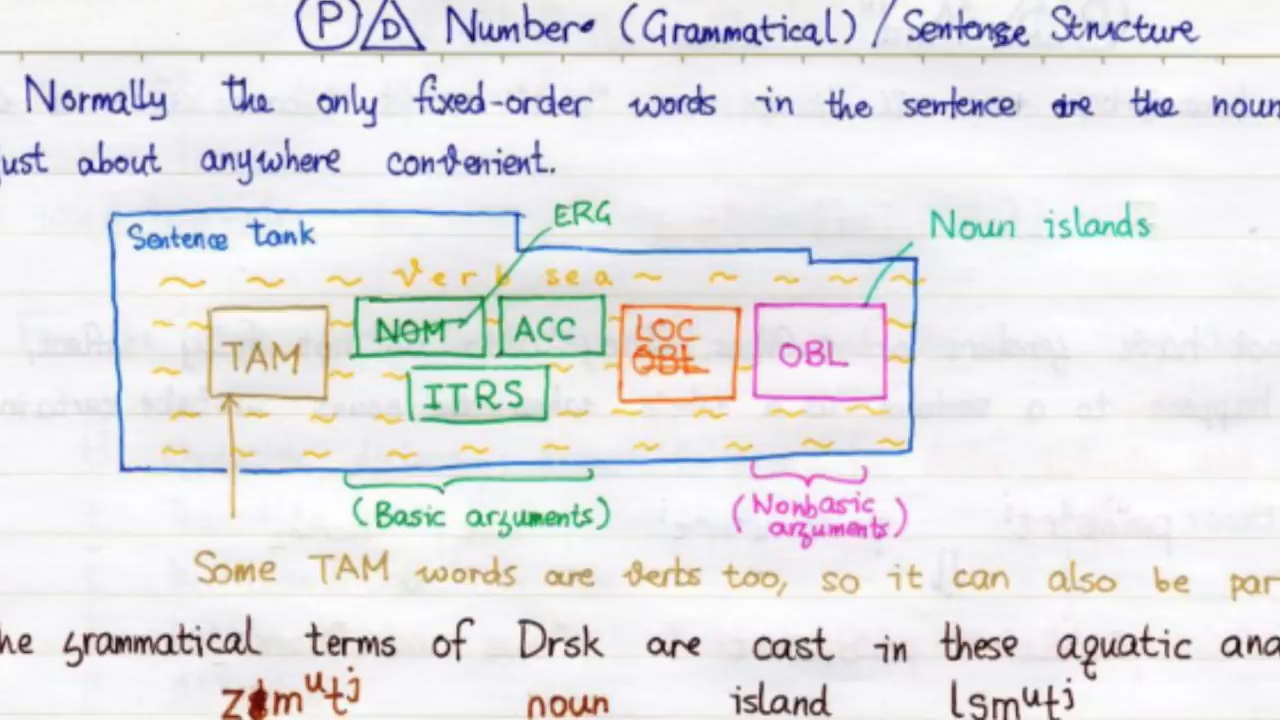 P D Number (Grammatical) / Sentence Structure
Normally the only fixed-order words in the sentence are the noun
just about anywhere convenient.
ERG
Sentence tank
Noun islands
Verb sea
TAM NOM ACC LOC OBL
OBL
ITRS
(Basic arguments)
(Nonbasic
arguments)
Some TAM words are verbs too, so it can also be par
he grammatical terms of Drsk are cast in these aquatic and
noun island lsmᵘtʲ